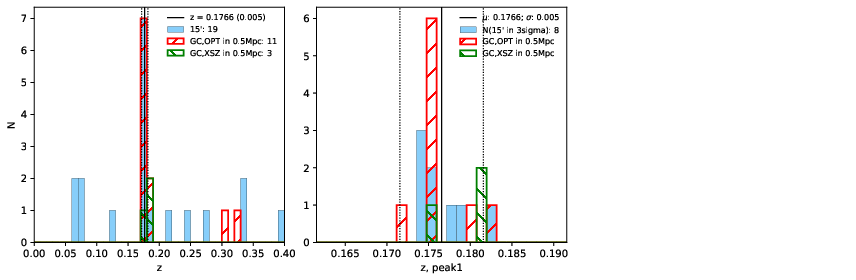 z = 0.1766 (0.005)
15': 19
GC,OPT in 0.5Mpc: 11
GC,XSZ in 0.5Mpc: 3
N
7
6
5
4
3
2
1
0
0.00 0.05 0.10 0.15 0.20 0.25 0.30 0.35 0.40
z
μ: 0.1766; σ: 0.005
N(15' in 3sigma): 8
GC,OPT in 0.5Mpc
GC,XSZ in 0.5Mpc
6
5
4
3
2
1
0
0.165 0.170 0.175 0.180 0.185 0.190
z, peak1